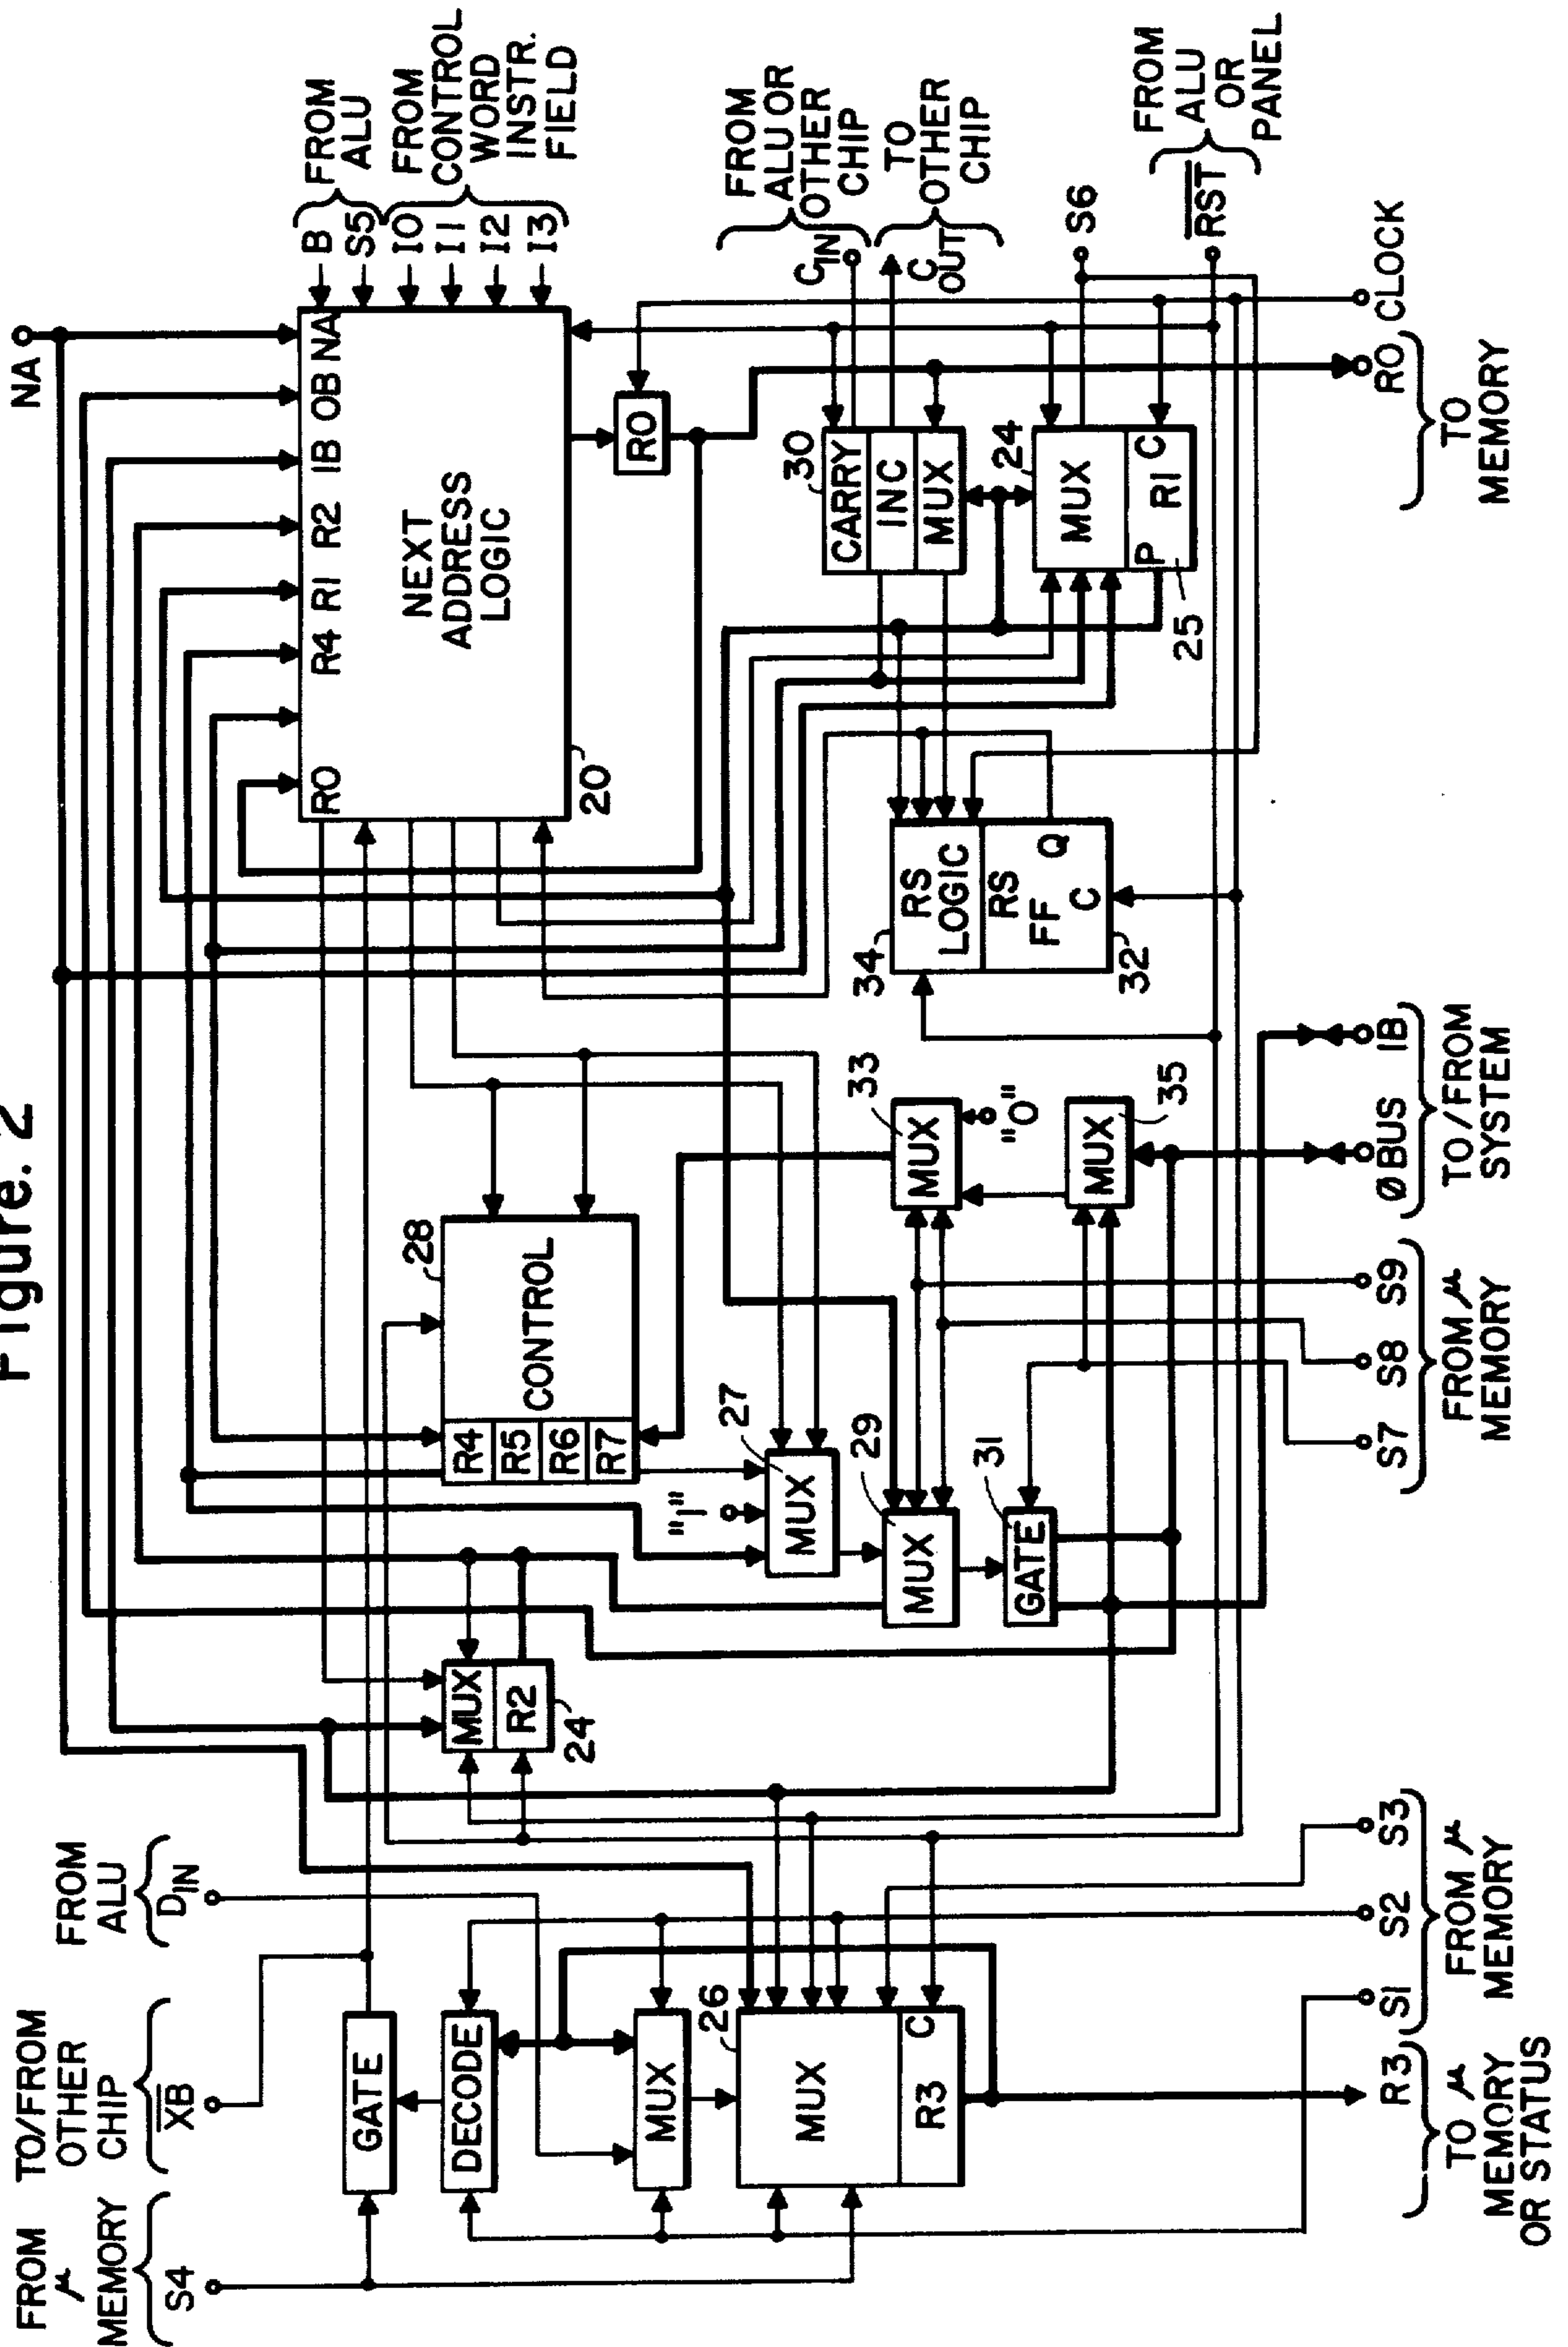 Figure. 2
FROM
μ
MEMORY
S4
TO/FROM
OTHER
CHIP
XB
FROM
ALU
DIN
NA
GATE
DECODE
MUX
26
MUX
C
R3
MUX
R2
24
28
R4
R5
R6
R7
CONTROL
"1"
27
MUX
29
MUX
31
GATE
33
MUX
"0"
MUX
35
RO
R4
R1
R2
IB
OB
NA
NEXT
ADDRESS
LOGIC
20
B
S5
FROM
ALU
I0
I1
I2
I3
FROM
CONTROL
WORD
INSTR.
FIELD
RO
34
RS
LOGIC
RS
FF
Q
C
32
30
CARRY
INC
MUX
24
MUX
P
R1
C
25
CIN
FROM
ALU OR
OTHER
CHIP
COUT
TO
OTHER
CHIP
S6
RST
FROM
ALU
OR
PANEL
R3
TO μ
MEMORY
OR STATUS
S1
S2
S3
FROM μ
MEMORY
S7
S8
S9
FROM μ
MEMORY
ØBUS
IB
TO/FROM
SYSTEM
RO
TO
MEMORY
CLOCK